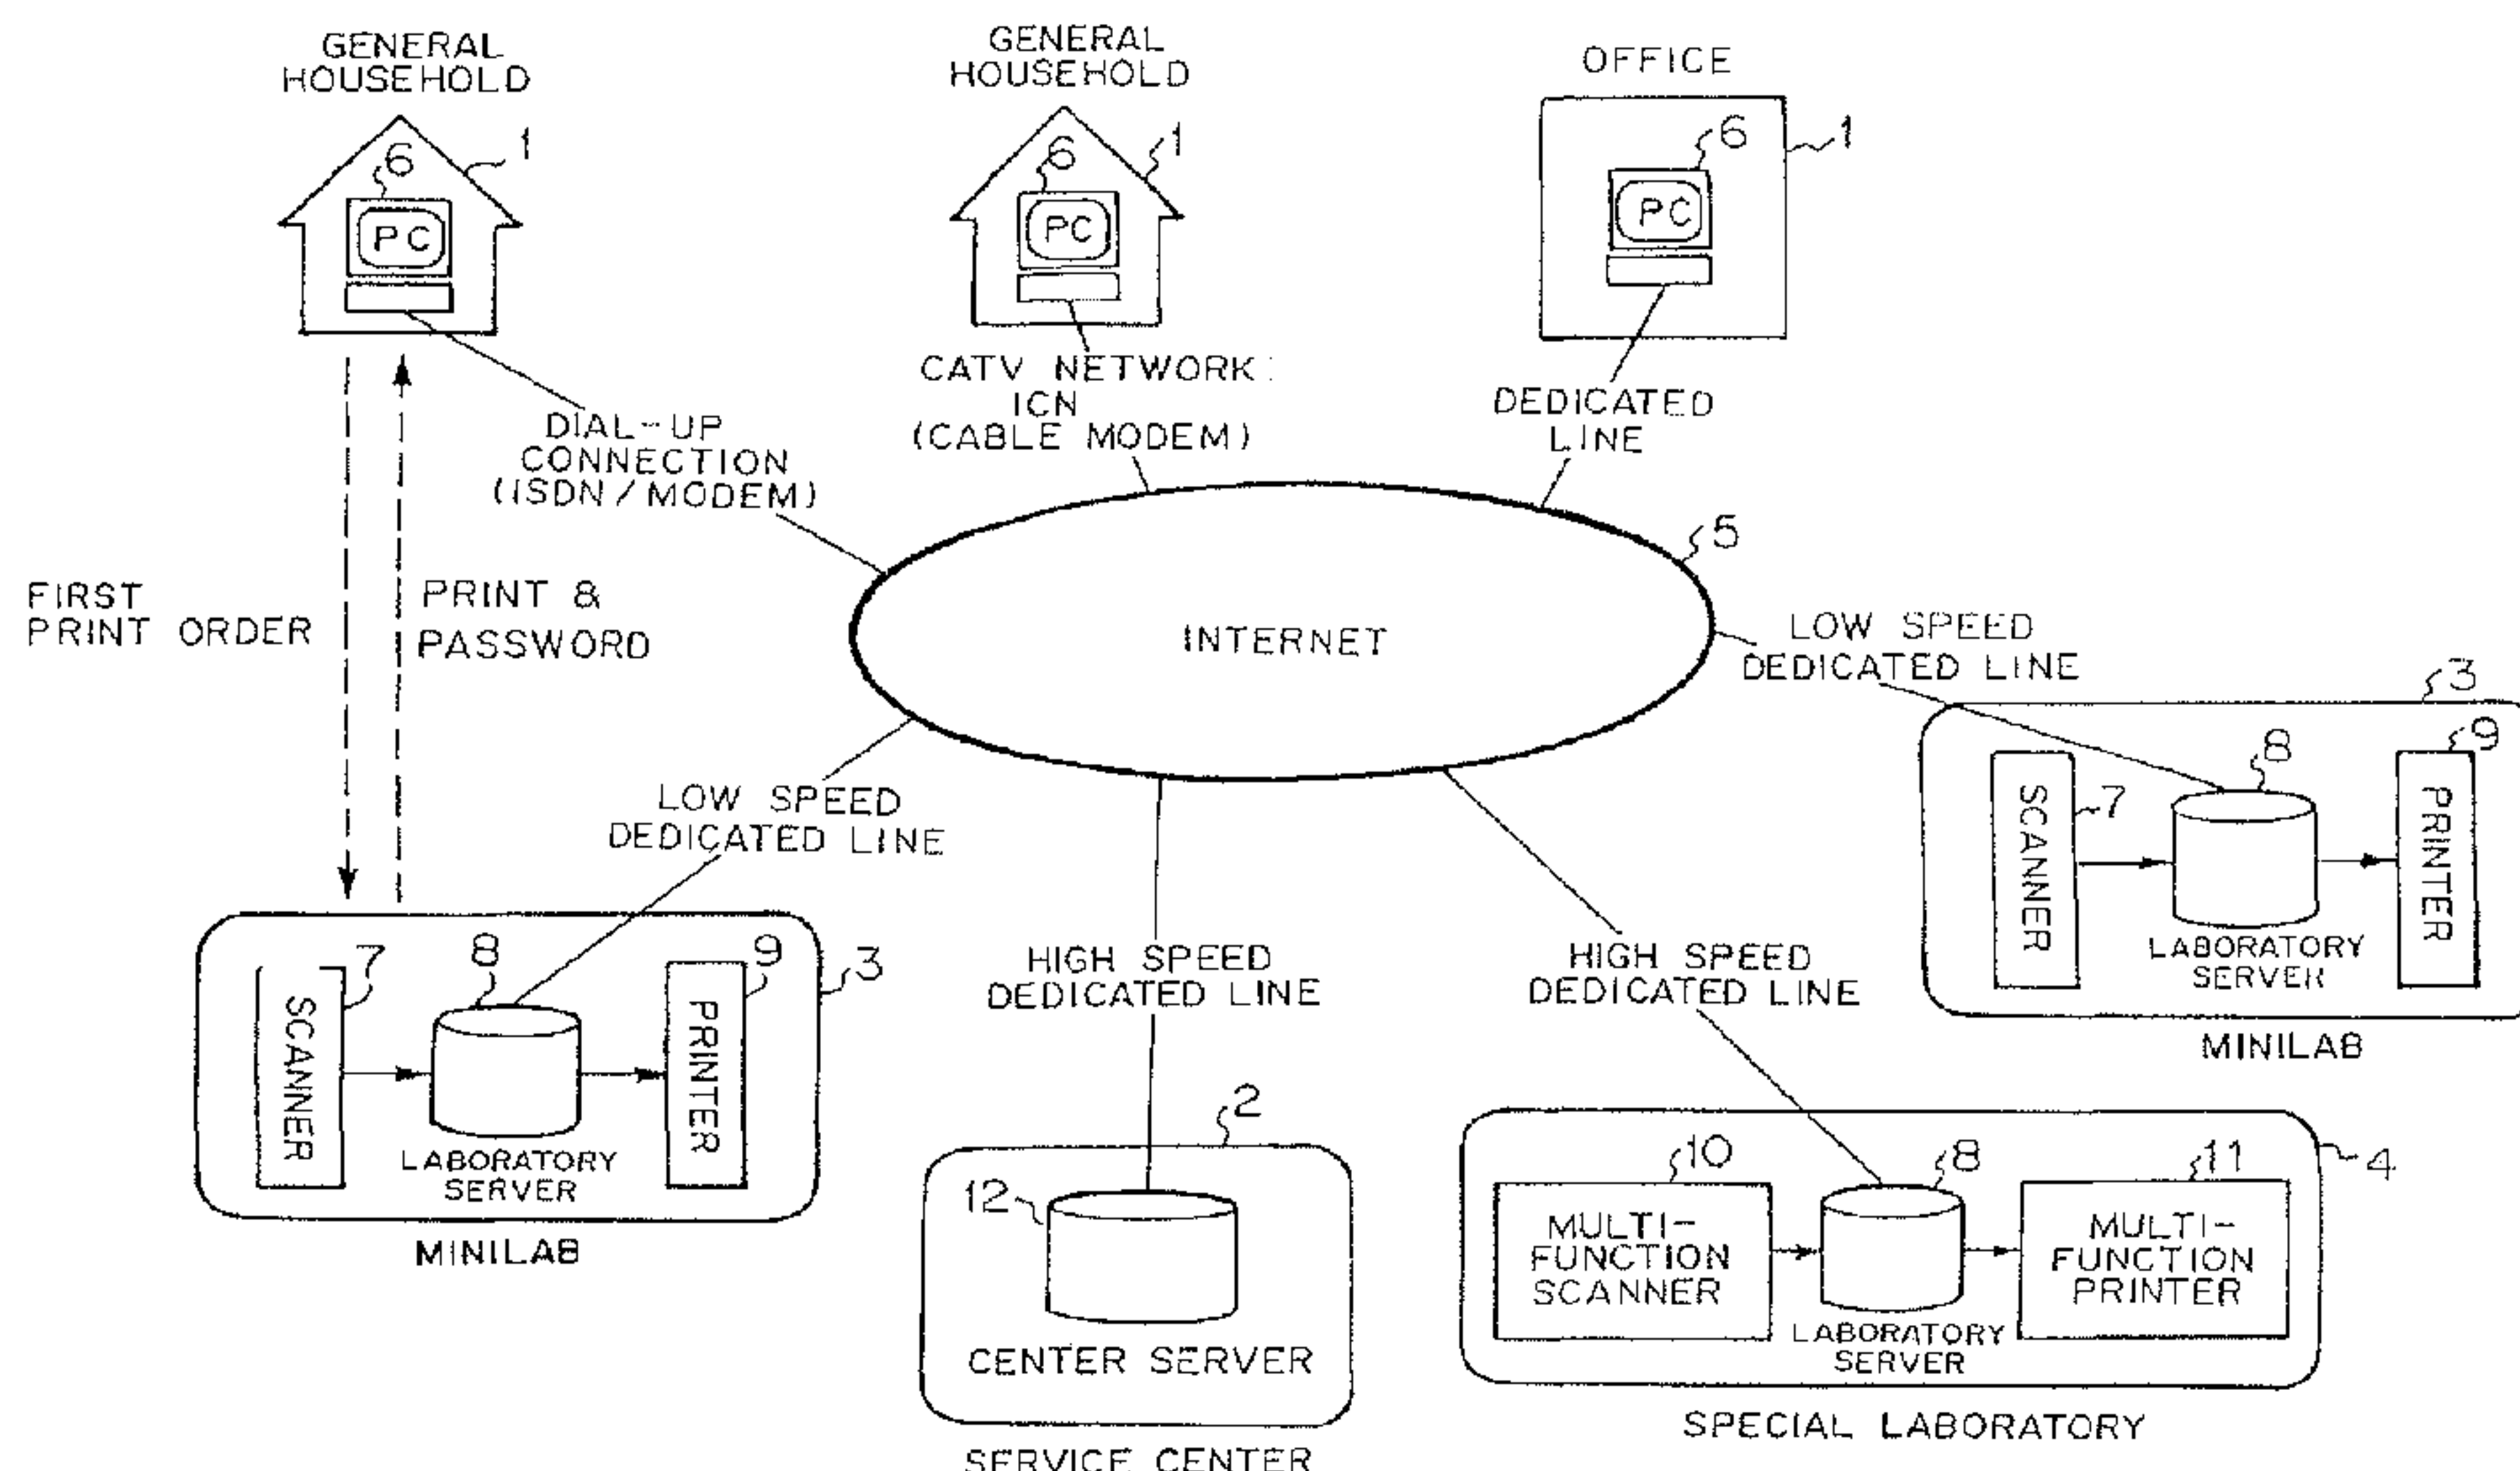 GENERAL
HOUSEHOLD
1
6
PC
GENERAL
HOUSEHOLD
1
6
PC
OFFICE
1
6
PC
DIAL-UP
CONNECTION
(ISDN/MODEM)
CATV NETWORK:
ICN
(CABLE MODEM)
DEDICATED
LINE
FIRST
PRINT ORDER
PRINT &
PASSWORD
INTERNET
5
LOW SPEED
DEDICATED LINE
LOW SPEED
DEDICATED LINE
3
7
SCANNER
8
LABORATORY
SERVER
9
PRINTER
MINILAB
3
7
SCANNER
8
LABORATORY
SERVER
9
PRINTER
MINILAB
HIGH SPEED
DEDICATED LINE
HIGH SPEED
DEDICATED LINE
2
12
CENTER SERVER
SERVICE CENTER
4
10
MULTI-
FUNCTION
SCANNER
8
LABORATORY
SERVER
11
MULTI-
FUNCTION
PRINTER
SPECIAL LABORATORY